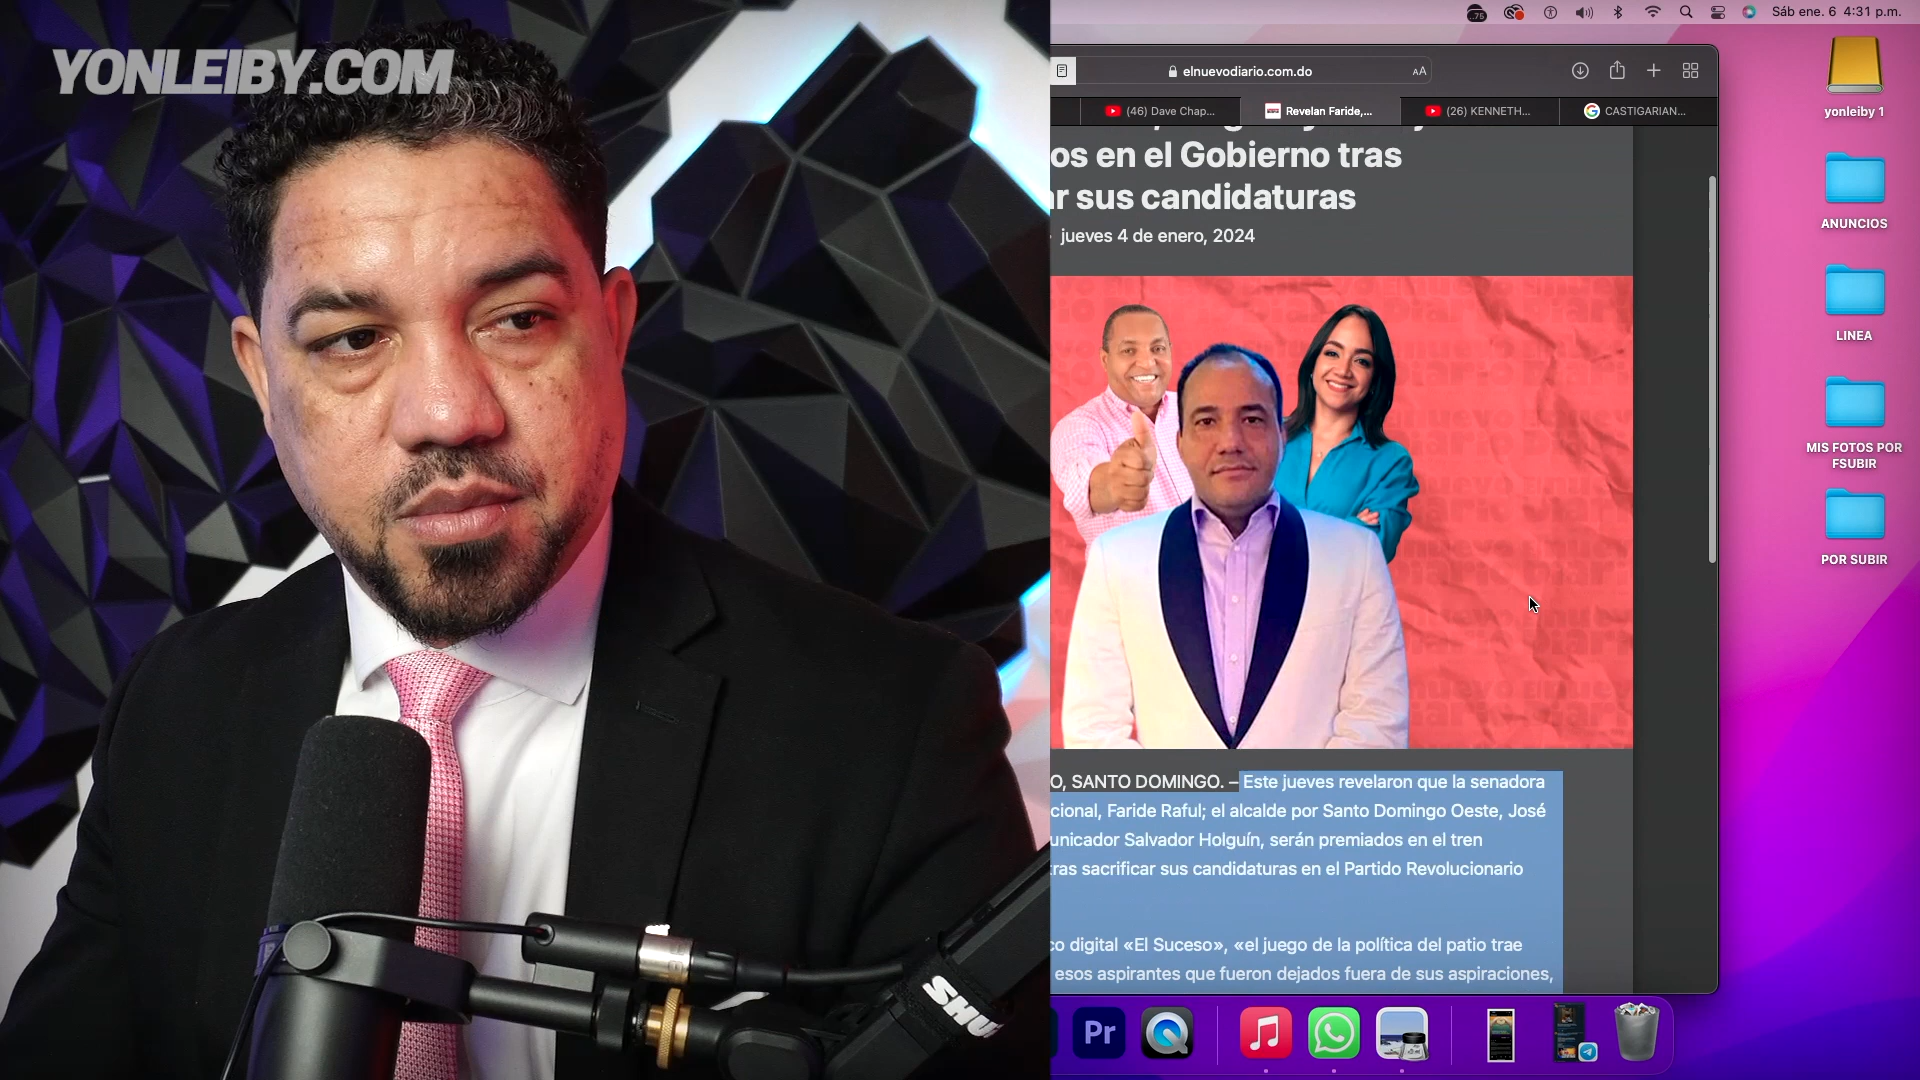 YONLEIBY.COM
Sáb ene. 6 4:31 p.m.
elnuevodiario.com.do
AA
(46) Dave Chap...
Revelan Faride,...
(26) KENNETH...
CASTIGARIAN...
os en el Gobierno tras
r sus candidaturas
jueves 4 de enero, 2024
O, SANTO DOMINGO. – Este jueves revelaron que la senadora
cional, Faride Raful; el alcalde por Santo Domingo Oeste, José
unicador Salvador Holguín, serán premiados en el tren
ras sacrificar sus candidaturas en el Partido Revolucionario
co digital «El Suceso», «el juego de la política del patio trae
esos aspirantes que fueron dejados fuera de sus aspiraciones,
yonleiby 1
ANUNCIOS
LINEA
MIS FOTOS POR
FSUBIR
POR SUBIR
Pr
SHU